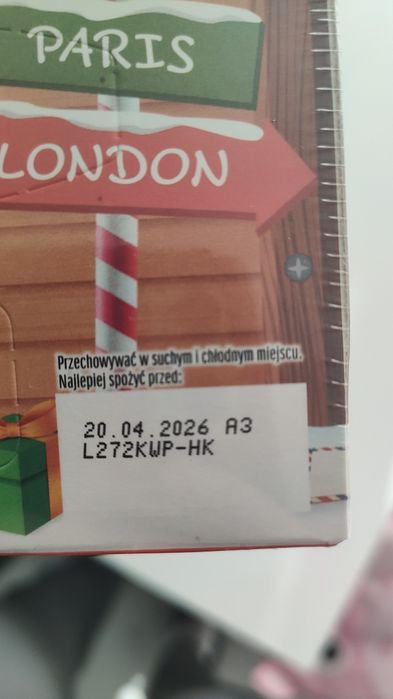 PARIS
LONDON
Przechowywać w suchym i chłodnym miejscu.
Najlepiej spożyć przed:
20.04.2026 A3
L272KWP-HK